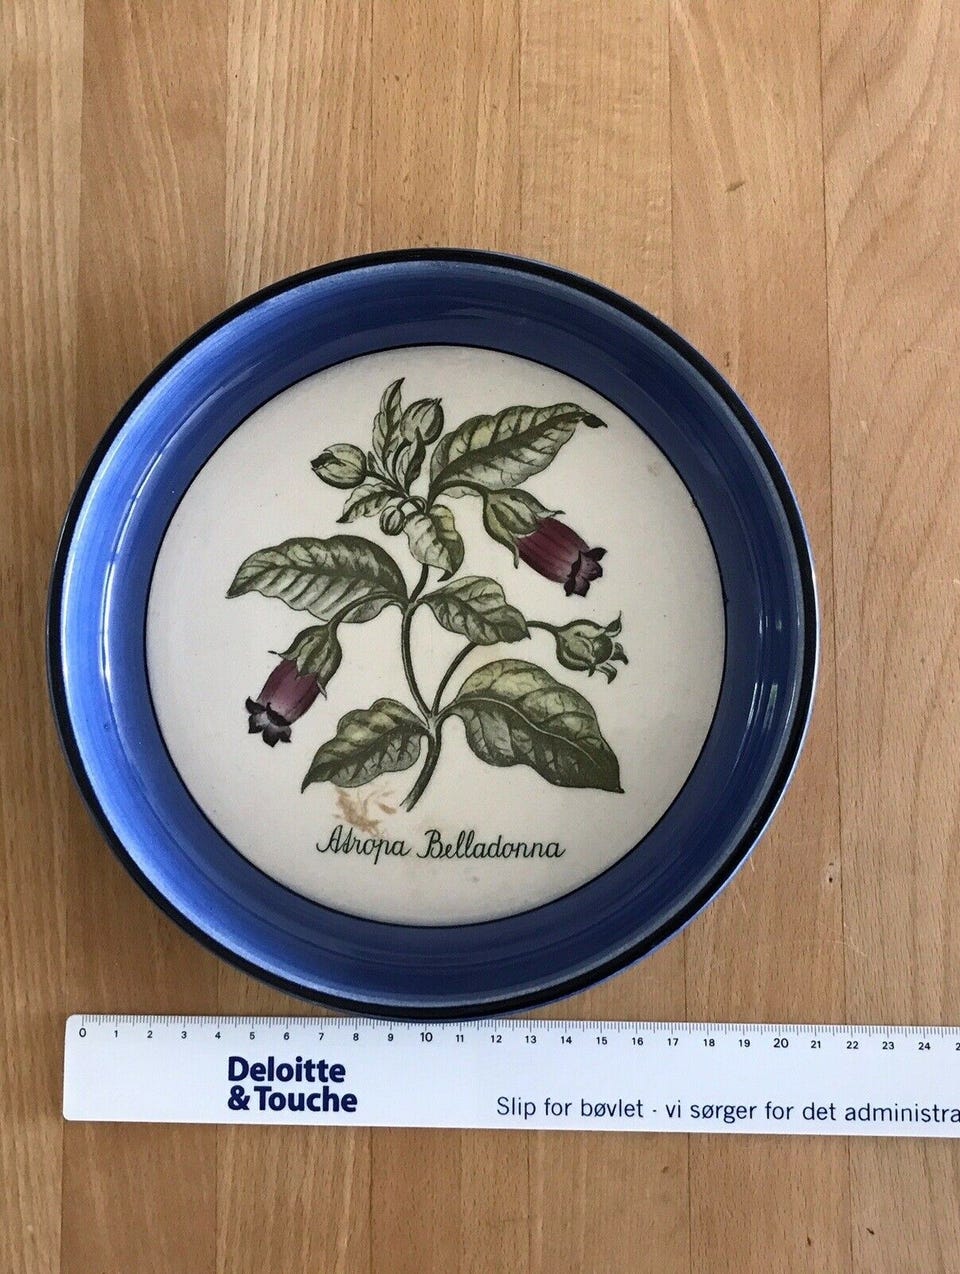 Atropa Belladonna
0 1 2 3 4 5 6 7 8 9 10 11 12 13 14 15 16 17 18 19 20 21 22 23 24 2
Deloitte
& Touche
Slip for bøvlet - vi sørger for det administra